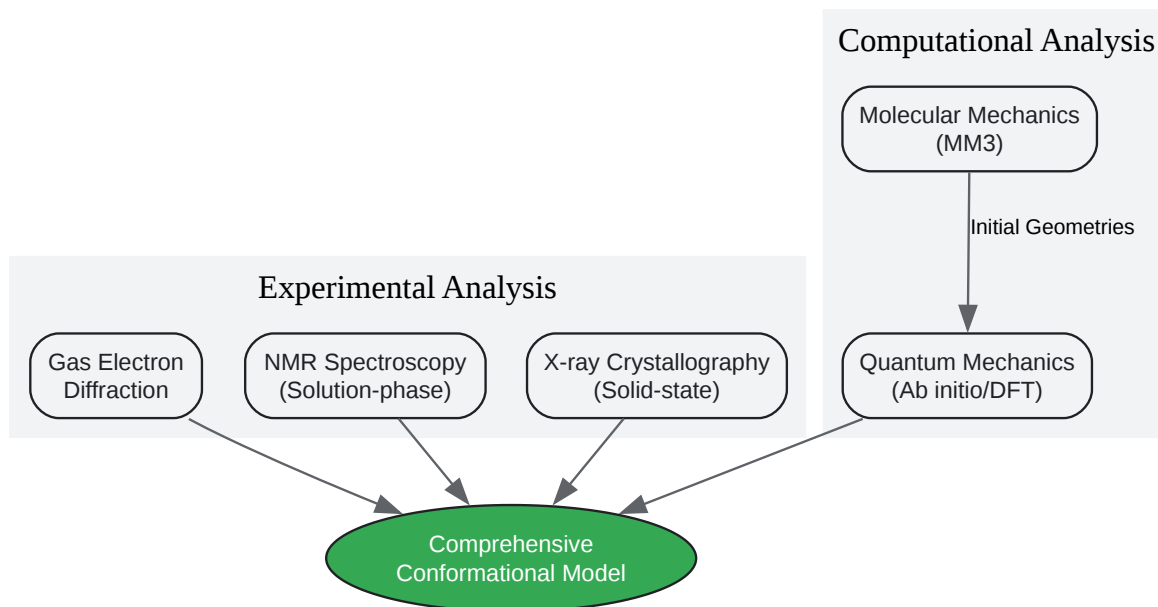 Computational Analysis
Molecular Mechanics
(MM3)
Initial Geometries
Experimental Analysis
Gas Electron
Diffraction
NMR Spectroscopy
(Solution-phase)
X-ray Crystallography
(Solid-state)
Quantum Mechanics
(Ab initio/DFT)
Comprehensive
Conformational Model